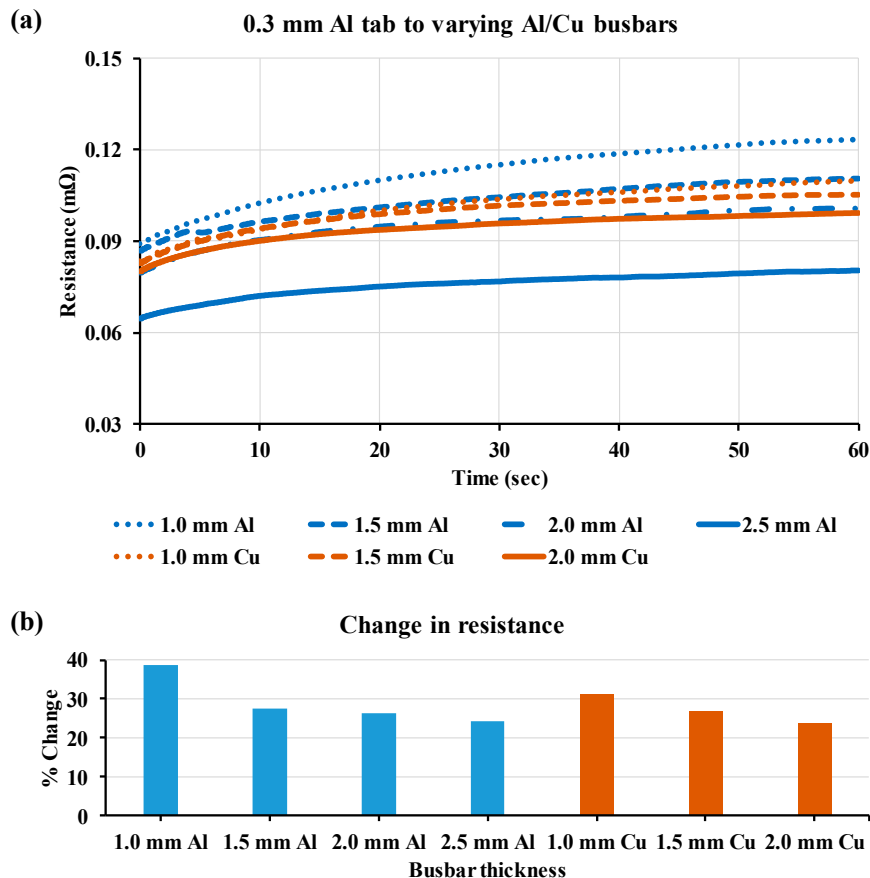 (a)
0.3 mm Al tab to varying Al/Cu busbars
0.15
0.12
0.09
0.06
0.03
Resistance (mΩ)
0 10 20 30 40 50 60
Time (sec)
1.0 mm Al 1.5 mm Al 2.0 mm Al 2.5 mm Al
1.0 mm Cu 1.5 mm Cu 2.0 mm Cu
(b)
Change in resistance
40
30
20
10
0
% Change
1.0 mm Al 1.5 mm Al 2.0 mm Al 2.5 mm Al 1.0 mm Cu 1.5 mm Cu 2.0 mm Cu
Busbar thickness